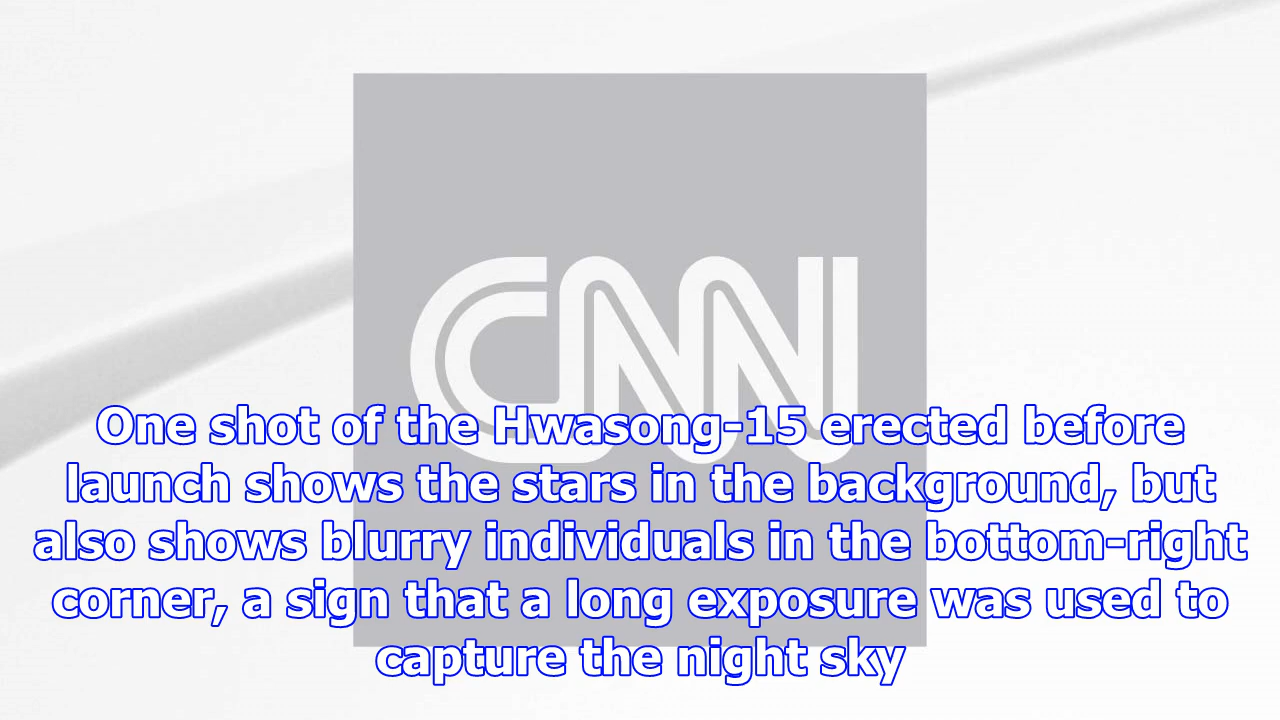 CNN
One shot of the Hwasong-15 erected before
launch shows the stars in the background, but
also shows blurry individuals in the bottom-right
corner, a sign that a long exposure was used to
capture the night sky